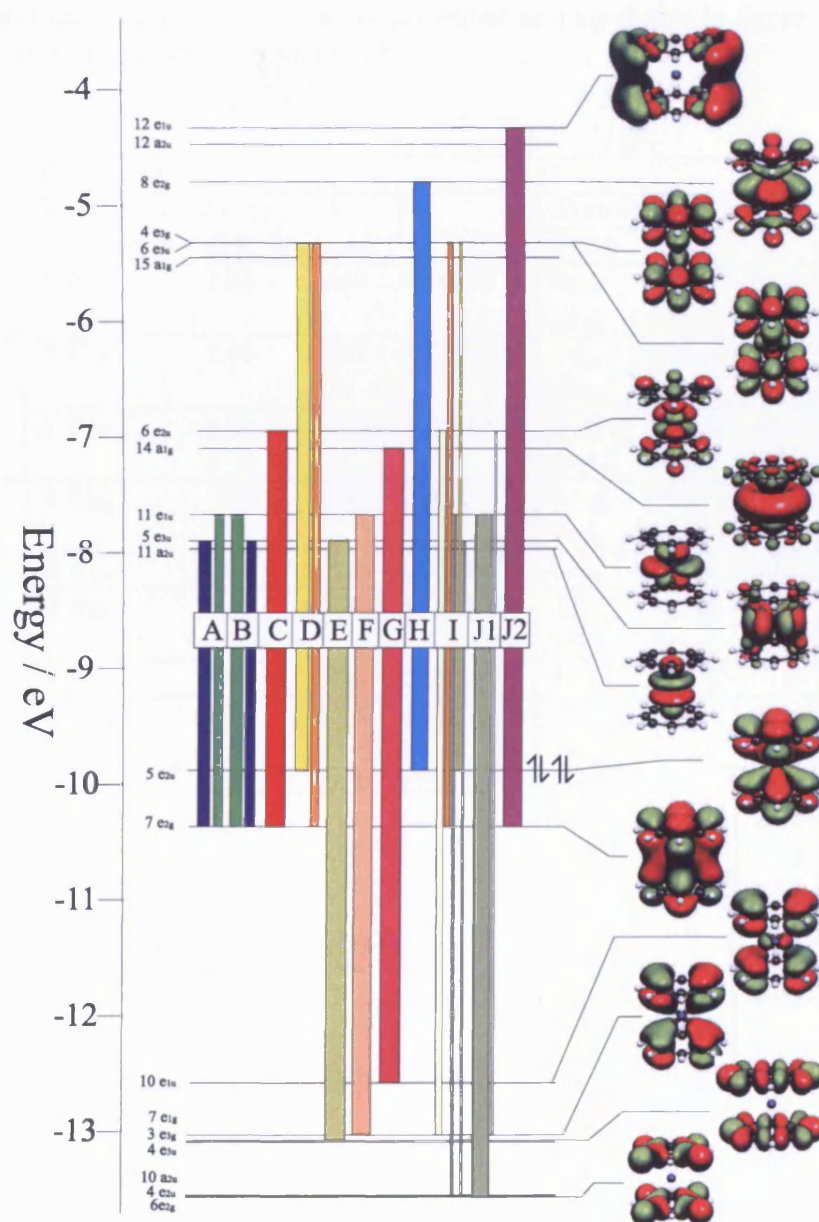 -4
12 e1u
12 a2u
8 e2g
-5
4 e3g
6 e3u
15 a1g
-6
-7
6 e2u
14 a1g
11 e1u
5 e3u
-8
11 a2u
Energy / eV
A B C D E F G H I J1 J2
-9
-10
5 e2u
⥮⥮
7 e2g
-11
-12
10 e1u
7 e1g
-13
3 e3g
4 e3u
10 a2u
4 e2u
6e2g